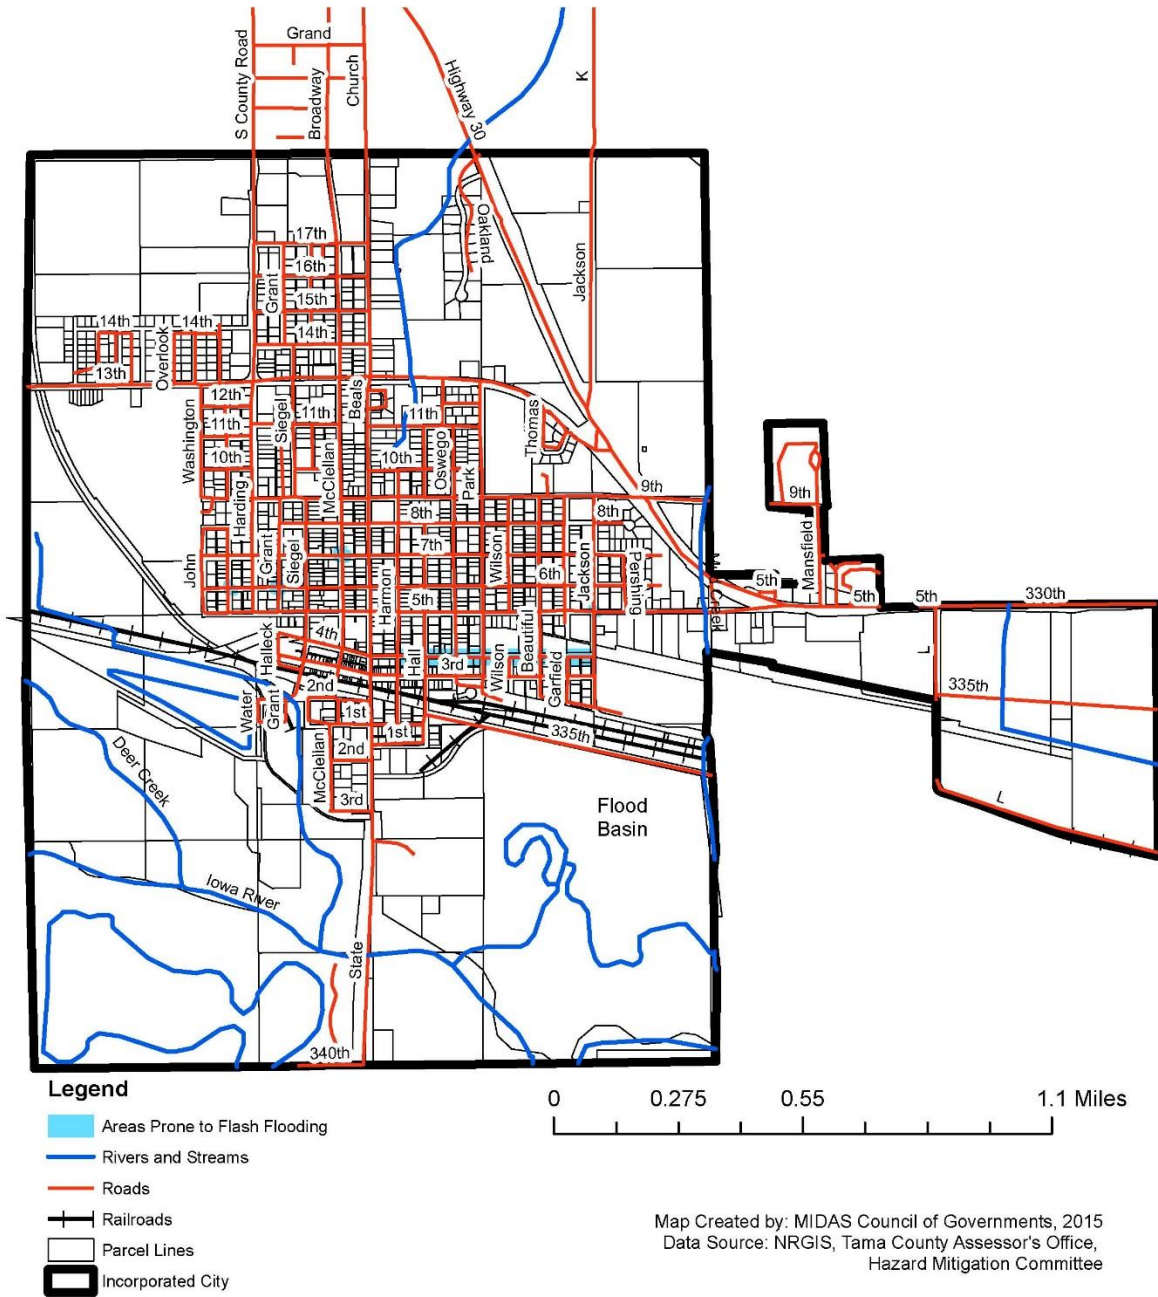 Grand
S County Road
Broadway
Church
Highway 30
K
Oakland
Jackson
17th
16th
Grant
15th
14th
14th
14th
Overlook
13th
12th
Beals
Siegel
11th
11th
11th
Washington
10th
10th
Oswego
Park
Thomas
McClellan
Harding
9th
9th
8th
8th
Grant
Siegel
7th
Wilson
John
6th
Jackson
Pershing
Mansfield
Harmon
5th
5th
5th
5th
330th
4th
Halleck
Hall
3rd
Wilson
Beautiful
Garfield
L
2nd
335th
Water
Grant
1st
1st
335th
McClellan
2nd
Deer Creek
3rd
Flood
Basin
L
Iowa River
State
340th
Legend
Areas Prone to Flash Flooding
Rivers and Streams
Roads
Railroads
Parcel Lines
Incorporated City
0 0.275 0.55 1.1 Miles
Map Created by: MIDAS Council of Governments, 2015
Data Source: NRGIS, Tama County Assessor's Office,
Hazard Mitigation Committee